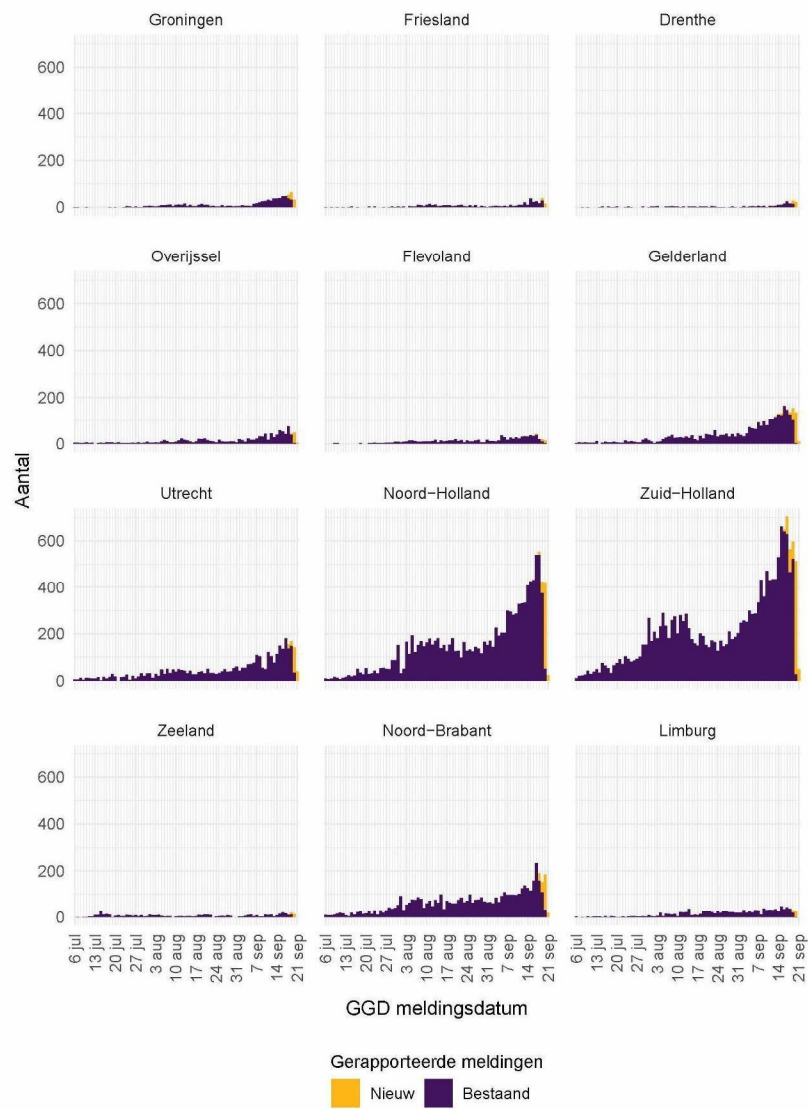 Groningen
Friesland
Drenthe
600
400
200
0
Overijssel
Flevoland
Gelderland
600
400
200
0
Aantal
Utrecht
Noord-Holland
Zuid-Holland
600
400
200
0
Zeeland
Noord-Brabant
Limburg
600
400
200
0
6 jul
13 jul
20 jul
27 jul
3 aug
10 aug
17 aug
24 aug
31 aug
7 sep
14 sep
21 sep
6 jul
13 jul
20 jul
27 jul
3 aug
10 aug
17 aug
24 aug
31 aug
7 sep
14 sep
21 sep
6 jul
13 jul
20 jul
27 jul
3 aug
10 aug
17 aug
24 aug
31 aug
7 sep
14 sep
21 sep
GGD meldingsdatum
Gerapporteerde meldingen
Nieuw
Bestaand